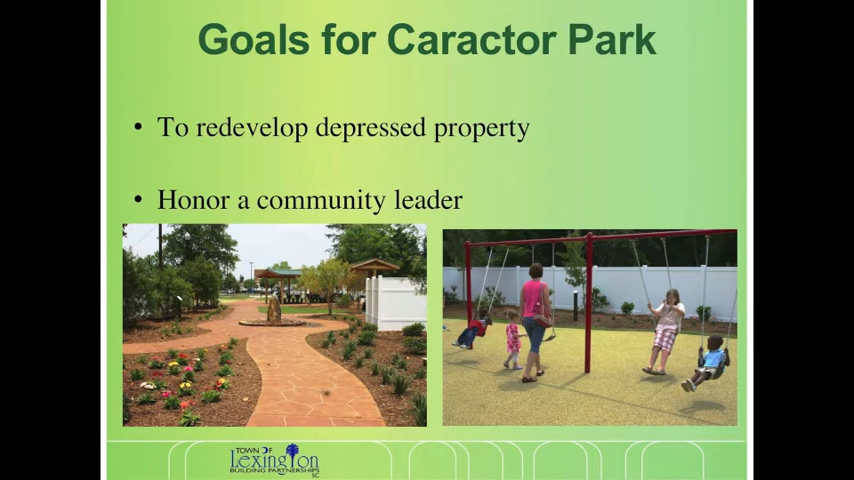 Goals for Caractor Park
• To redevelop depressed property
• Honor a community leader
TOWN OF
Lexington
BUILDING PARTNERSHIPS
SC